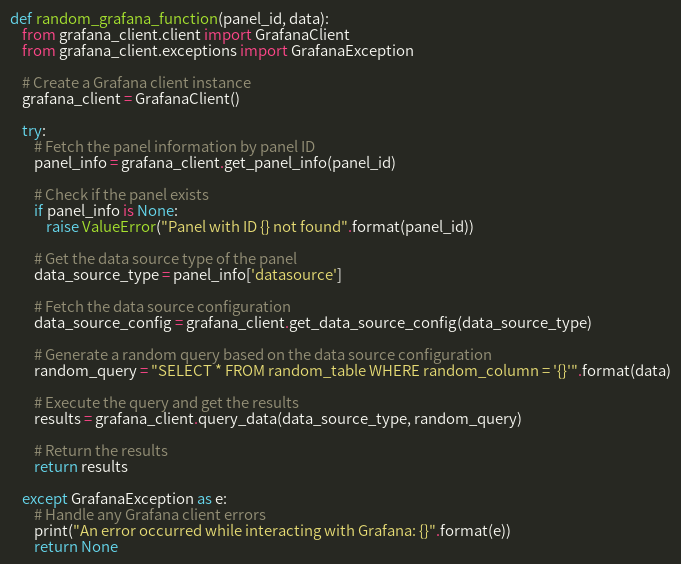 def random_grafana_function(panel_id, data):
    from grafana_client.client import GrafanaClient
    from grafana_client.exceptions import GrafanaException

    # Create a Grafana client instance
    grafana_client = GrafanaClient()

    try:
        # Fetch the panel information by panel ID
        panel_info = grafana_client.get_panel_info(panel_id)

        # Check if the panel exists
        if panel_info is None:
            raise ValueError("Panel with ID {} not found".format(panel_id))

        # Get the data source type of the panel
        data_source_type = panel_info['datasource']

        # Fetch the data source configuration
        data_source_config = grafana_client.get_data_source_config(data_source_type)

        # Generate a random query based on the data source configuration
        random_query = "SELECT * FROM random_table WHERE random_column = '{}'".format(data)

        # Execute the query and get the results
        results = grafana_client.query_data(data_source_type, random_query)

        # Return the results
        return results

    except GrafanaException as e:
        # Handle any Grafana client errors
        print("An error occurred while interacting with Grafana: {}".format(e))
        return None